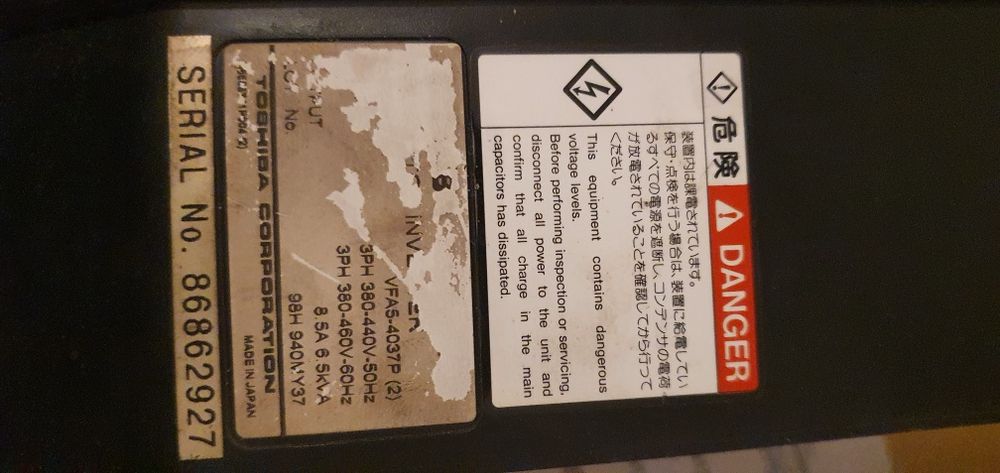 危険
DANGER
装置内は課電されています。
保守・点検を行う場合は、装置に給電してい
るすべての電源を遮断し、コンデンサの電荷
が放電されていることを確認してから行って
ください。
This equipment contains dangerous
voltage levels.
Before performing inspection or servicing,
disconnect all power to the unit and
confirm that all charge in the main
capacitors has dissipated.
VFA5-4037P (2)
3PH 380-440V-50Hz
3PH 380-460V-60Hz
8.5A 6.5kVA
No. 98H 940MY37
TOSHIBA CORPORATION
MADE IN JAPAN
SERIAL No. 86862927